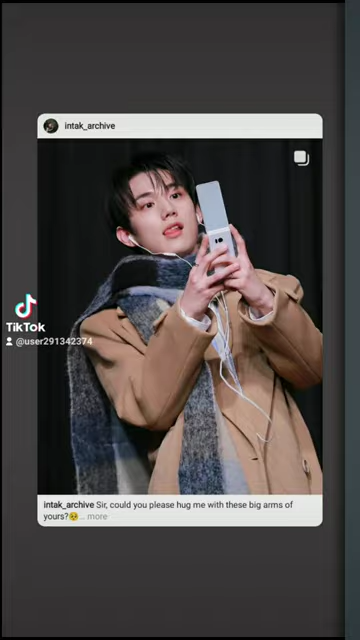 intak_archive
TikTok
@user291342374
intak_archive Sir, could you please hug me with these big arms of
yours?🥺... more